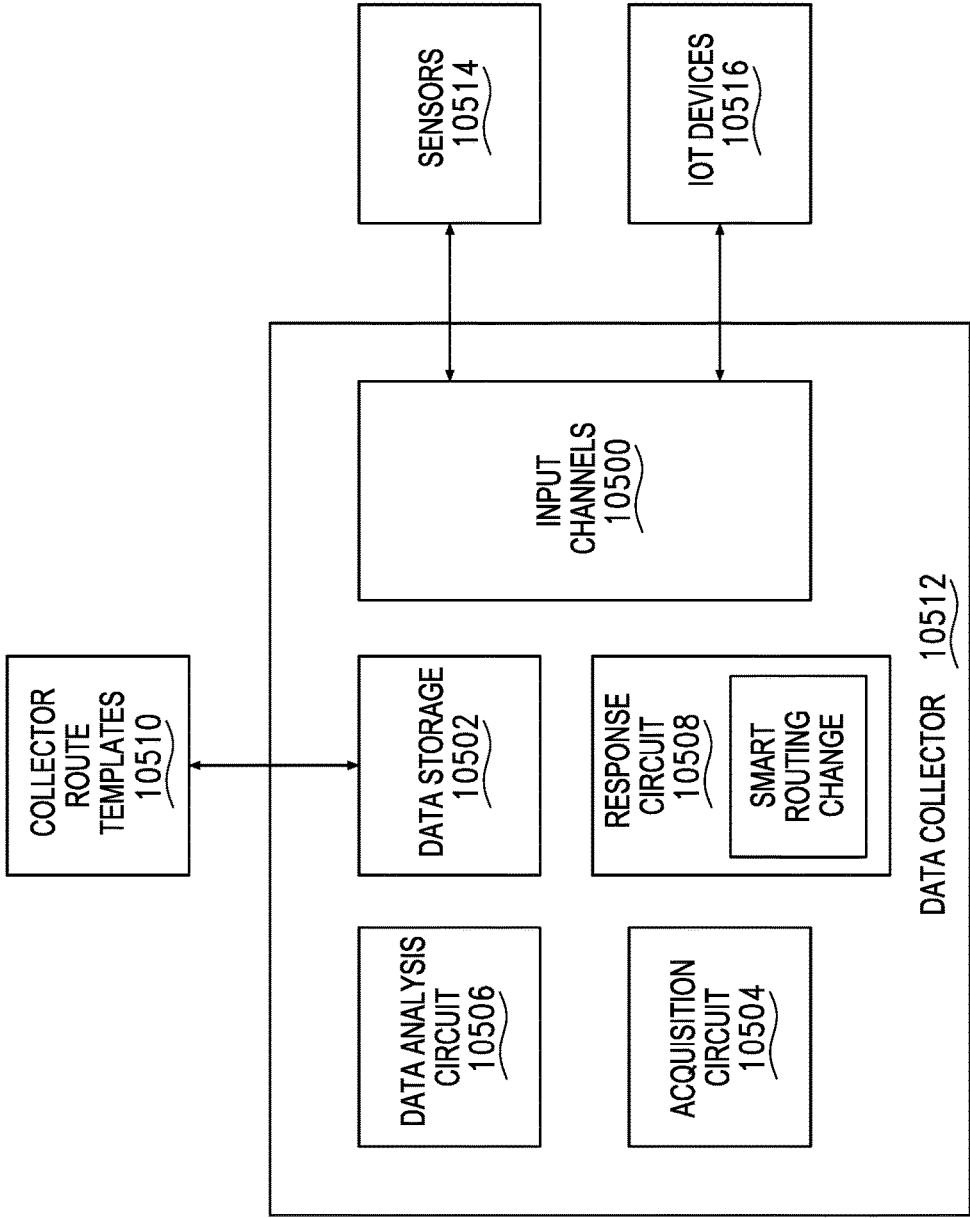 COLLECTOR
ROUTE
TEMPLATES
10510
DATA ANALYSIS
CIRCUIT
10506
DATA STORAGE
10502
INPUT
CHANNELS
10500
SENSORS
10514
ACQUISITION
CIRCUIT
10504
RESPONSE
CIRCUIT
10508
SMART
ROUTING
CHANGE
IOT DEVICES
10516
DATA COLLECTOR 10512